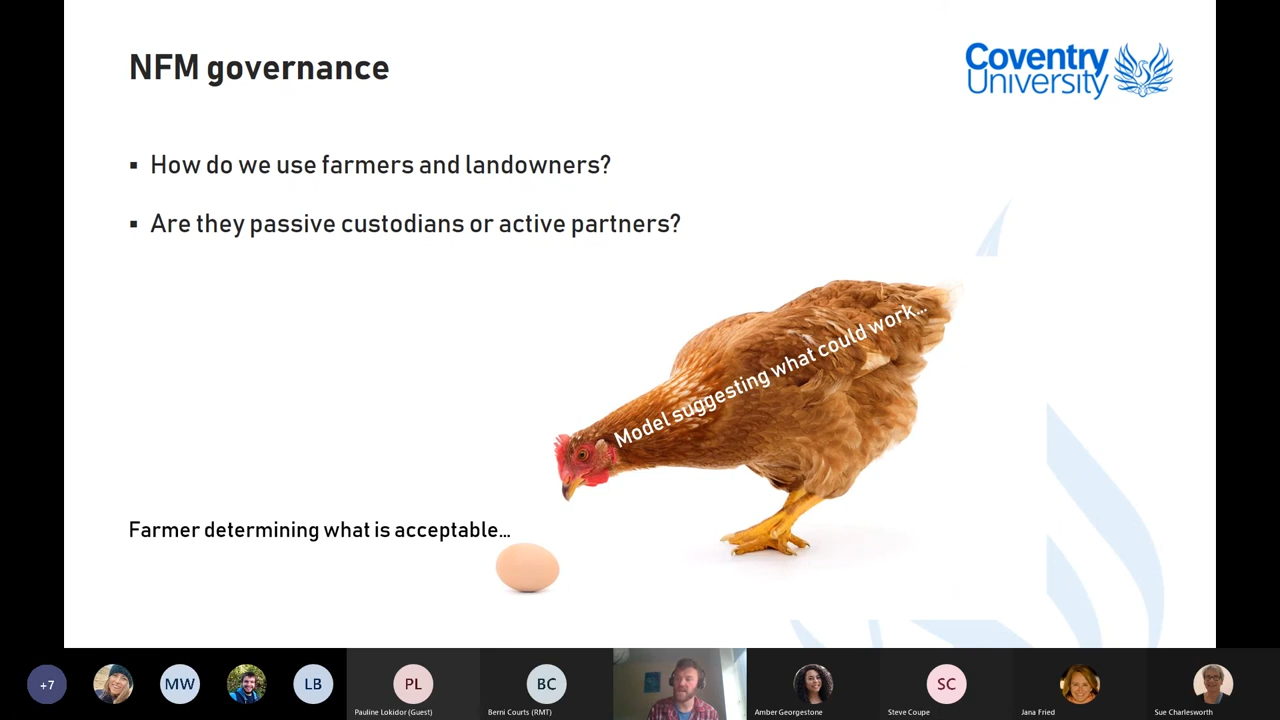 NFM governance
Coventry
University
▪ How do we use farmers and landowners?
▪ Are they passive custodians or active partners?
Model suggesting what could work...
Farmer determining what is acceptable...
+7
MW
LB
PL
Pauline Lokidor (Guest)
BC
Berni Courts (RMT)
Amber Georgestone
SC
Steve Coupe
Jana Fried
Sue Charlesworth